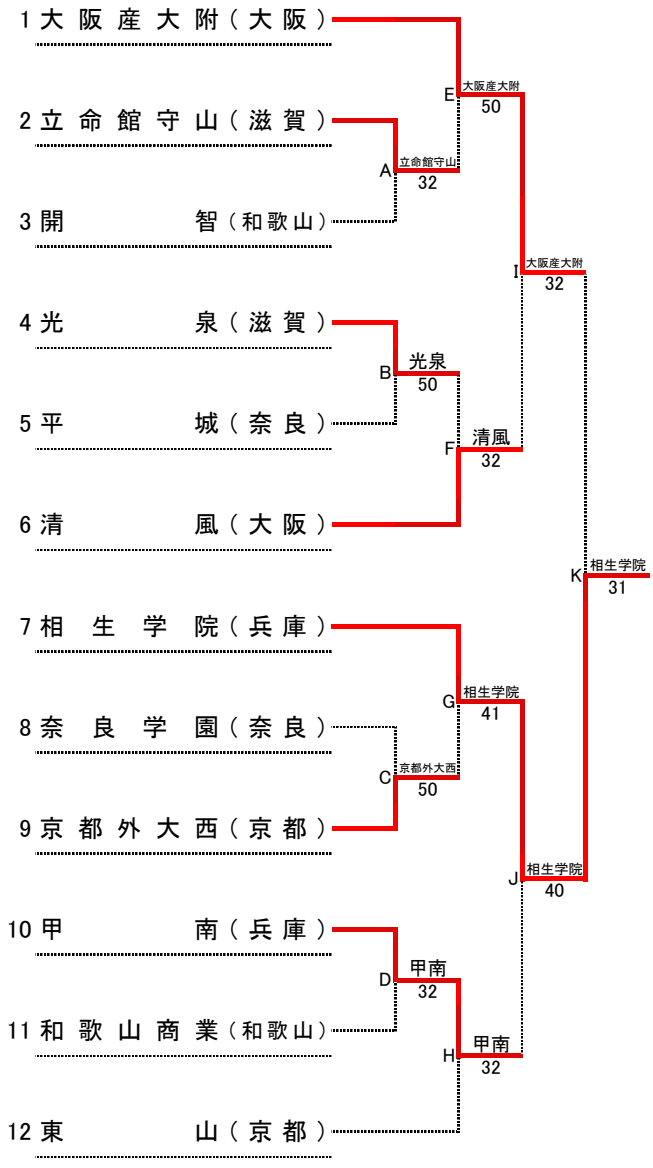 1 大阪産大附(大阪)
大阪産大附
E
50
2 立命館守山(滋賀)
立命館守山
A
32
3 開智(和歌山)
大阪産大附
I
32
4 光泉(滋賀)
光泉
B
50
5 平城(奈良)
清風
F
32
6 清風(大阪)
相生学院
K
31
7 相生学院(兵庫)
相生学院
G
41
8 奈良学園(奈良)
京都外大西
C
50
9 京都外大西(京都)
相生学院
J
40
10 甲南(兵庫)
甲南
D
32
11 和歌山商業(和歌山)
甲南
H
32
12 東山(京都)